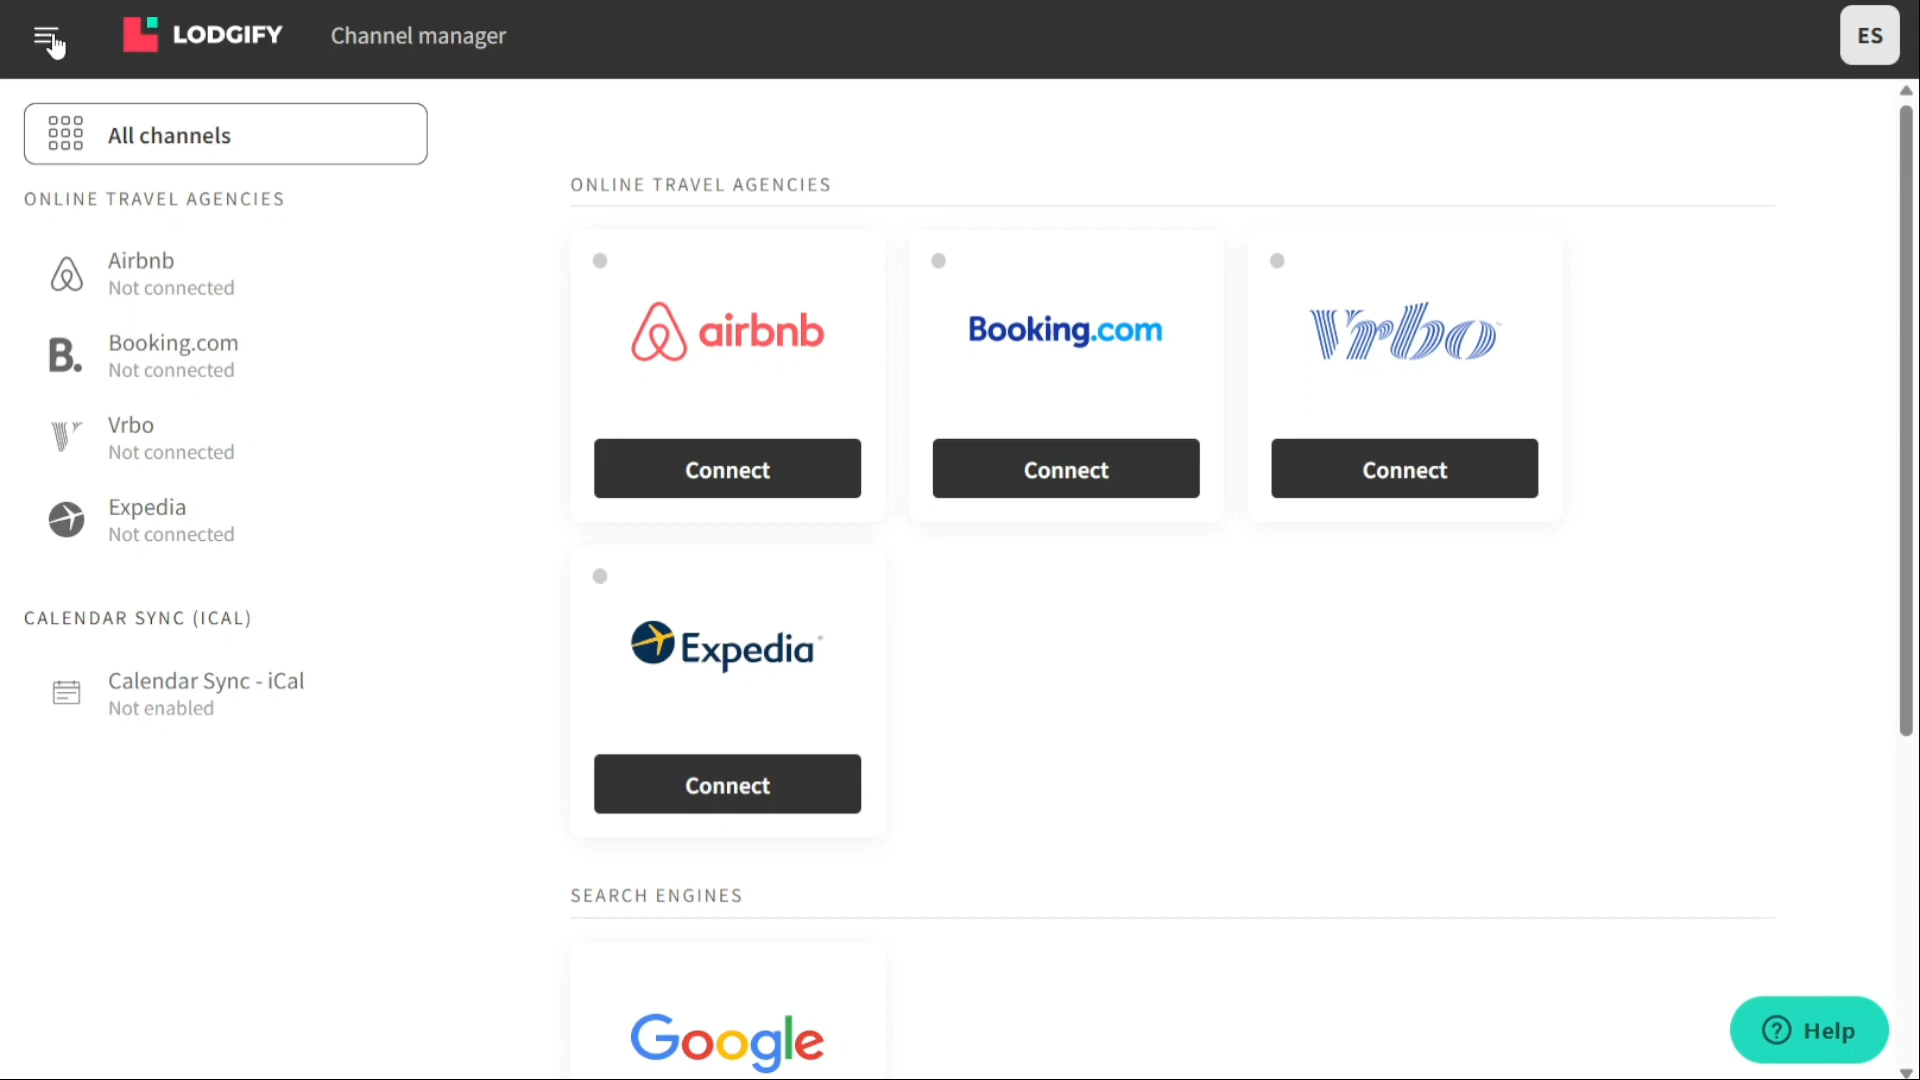 LODGIFY Channel manager ES
All channels
ONLINE TRAVEL AGENCIES
Airbnb
Not connected
Booking.com
Not connected
Vrbo
Not connected
Expedia
Not connected
CALENDAR SYNC (ICAL)
Calendar Sync - iCal
Not enabled
ONLINE TRAVEL AGENCIES
airbnb
Connect
Booking.com
Connect
Vrbo
Connect
Expedia
Connect
SEARCH ENGINES
Google
Help